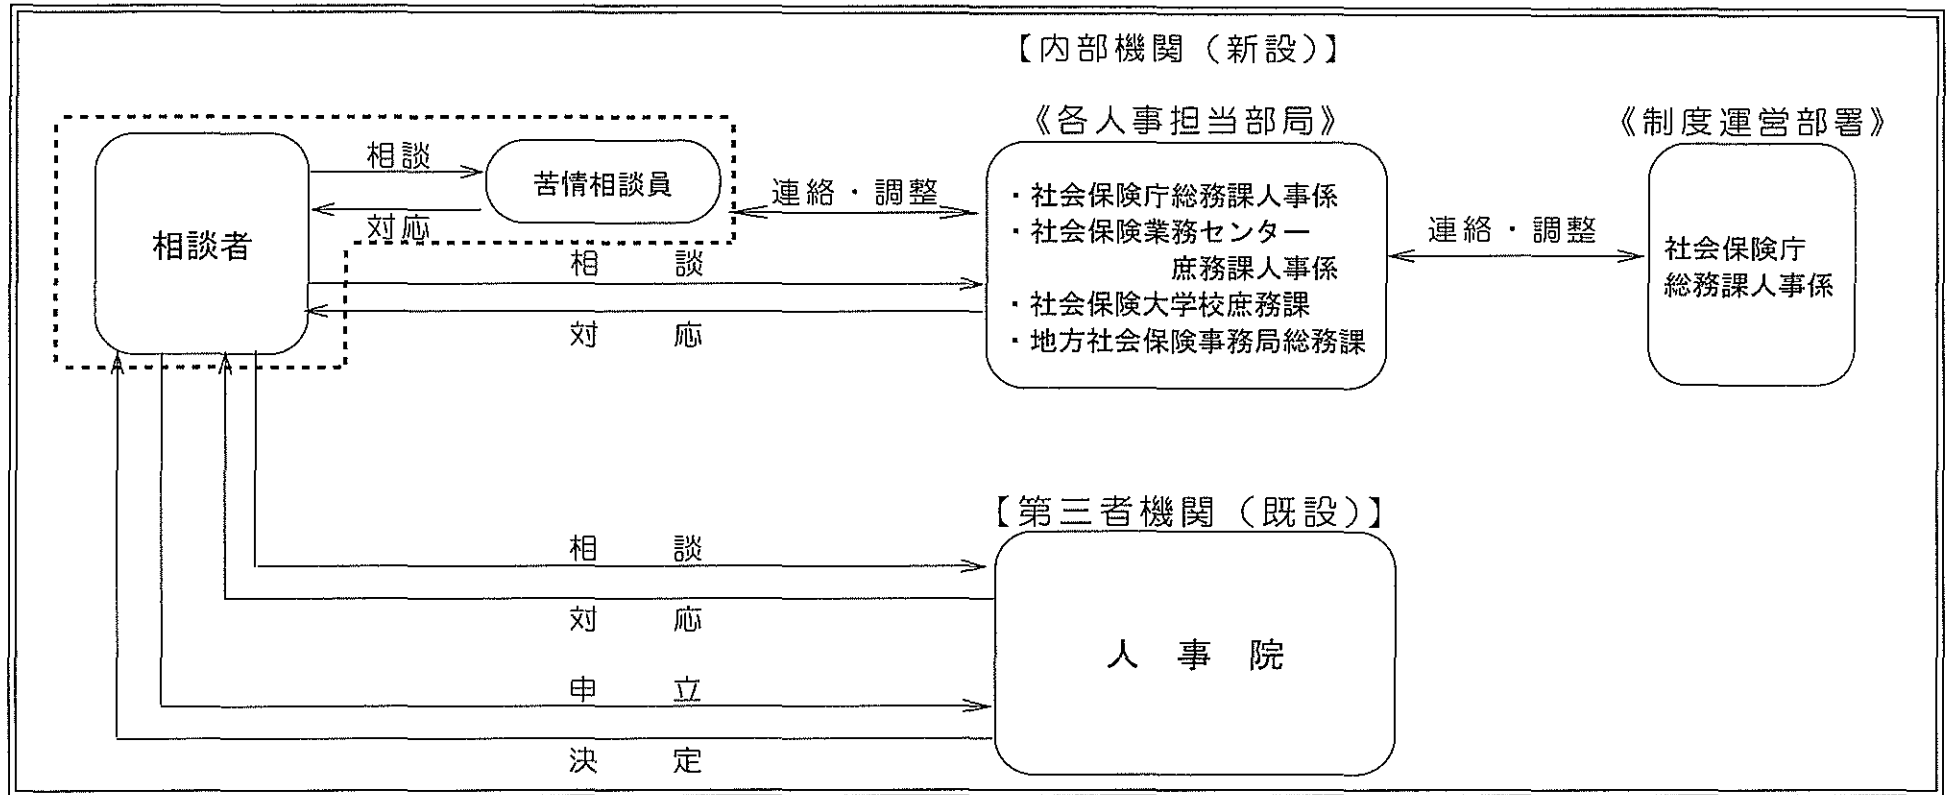 【内部機関（新設）】
《各人事担当部局》
《制度運営部署》
相談
苦情相談員
対応
相談者
連絡・調整
相　談
対　応
・社会保険庁総務課人事係
・社会保険業務センター
庶務課人事係
・社会保険大学校庶務課
・地方社会保険事務局総務課
連絡・調整
社会保険庁
総務課人事係
【第三者機関（既設）】
相　談
対　応
人　事　院
申　立
決　定